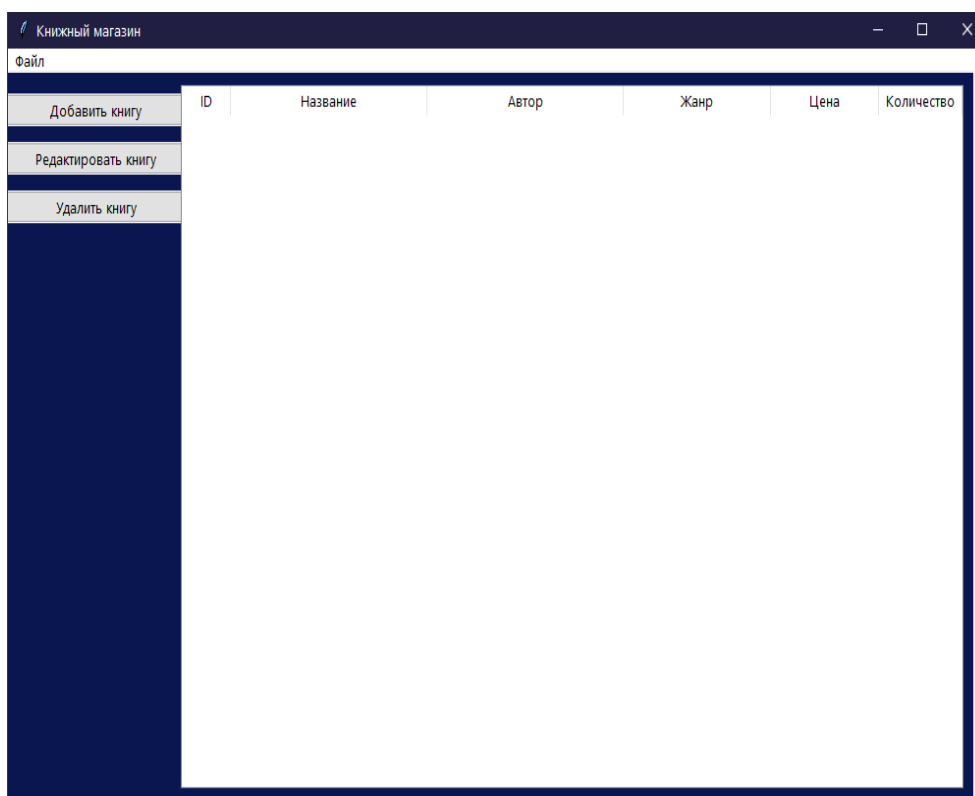 Книжный магазин
Файл
Добавить книгу
Редактировать книгу
Удалить книгу
ID Название Автор Жанр Цена Количество